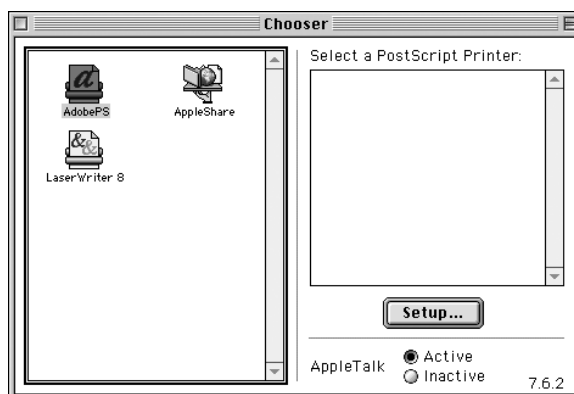 Chooser
AdobePS
AppleShare
LaserWriter 8
Select a PostScript Printer:
Setup...
AppleTalk
Active
Inactive
7.6.2